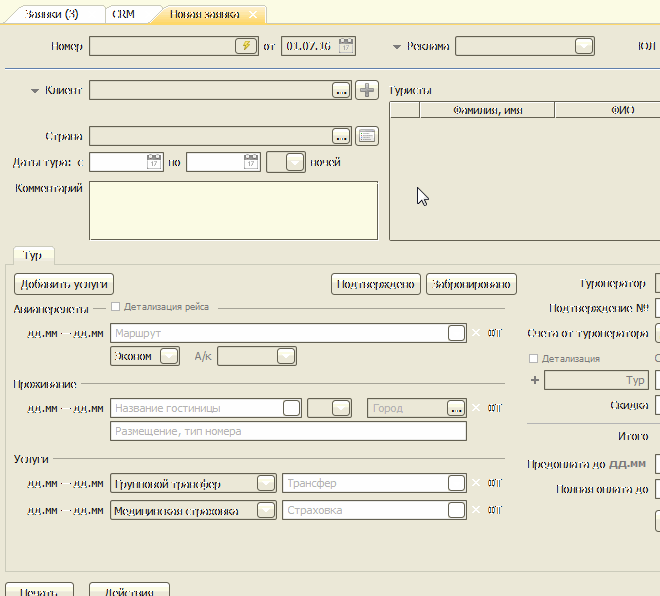 Заявки (3) CRM Новая заявка
Номер от 01.07.16 Реклама ЮЛ
Клиент ... Туристы
Фамилия, имя ФИО
Страна ...
Даты тура: с 17 по 17 ночей
Комментарий
Тур
Добавить услуги Подтверждено Забронировано Туроператор
Авиаперелеты Детализация рейса Подтверждение №
дд.мм — дд.мм Маршрут Счета от туроператора
Эконом А/к Детализация
Проживание + Тур
дд.мм — дд.мм Название гостиницы Город ... Скидка
Размещение, тип номера
Итого
Услуги Предоплата до дд.мм
дд.мм — дд.мм Групповой трансфер Трансфер Полная оплата до
дд.мм — дд.мм Медицинская страховка Страховка
Печать Действия